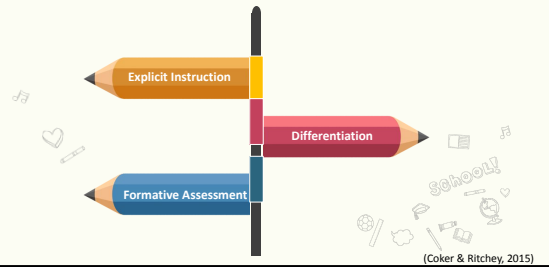 Explicit Instruction
Differentiation
SCHOOL!
Formative Assessment
(Coker & Ritchey, 2015)